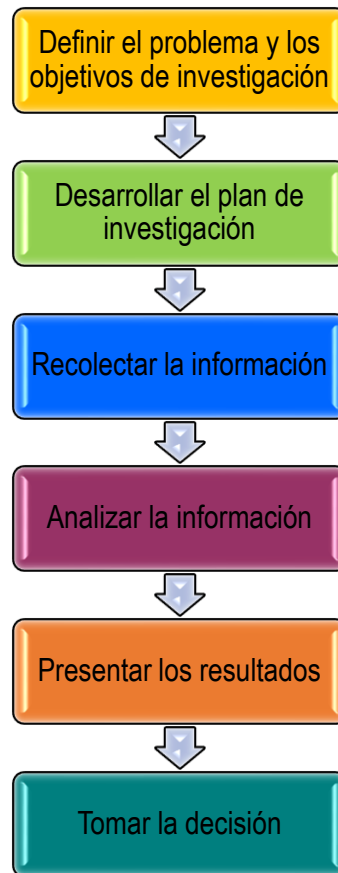 Definir el problema y los
objetivos de investigación
Desarrollar el plan de
investigación
Recolectar la información
Analizar la información
Presentar los resultados
Tomar la decisión